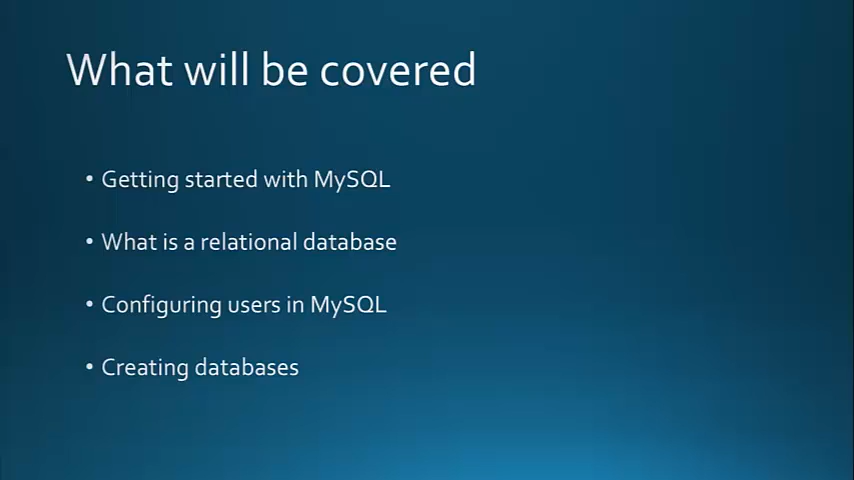 What will be covered
• Getting started with MySQL
• What is a relational database
• Configuring users in MySQL
• Creating databases